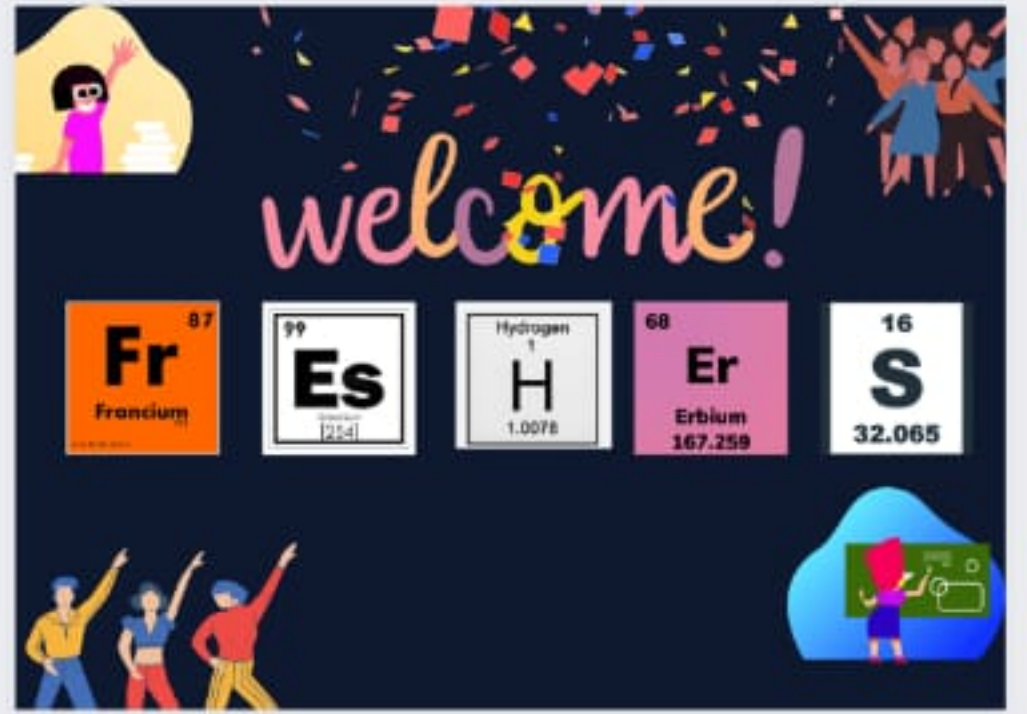 welcome!
87
Fr
Francium
99
Es
[254]
Hydrogen
1
H
1.0078
68
Er
Erbium
167.259
16
S
32.065